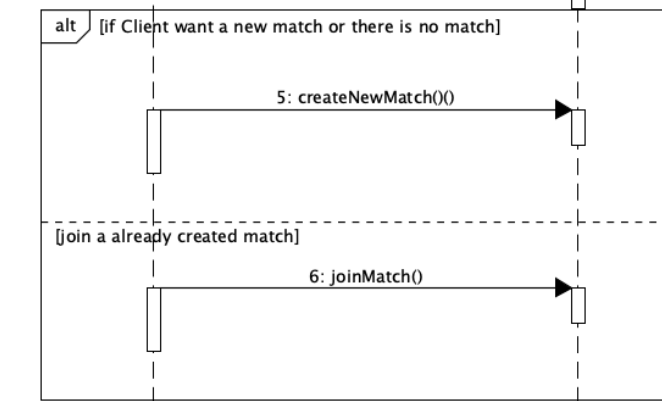 alt [if Client want a new match or there is no match]
5: createNewMatch()()
[join a already created match]
6: joinMatch()